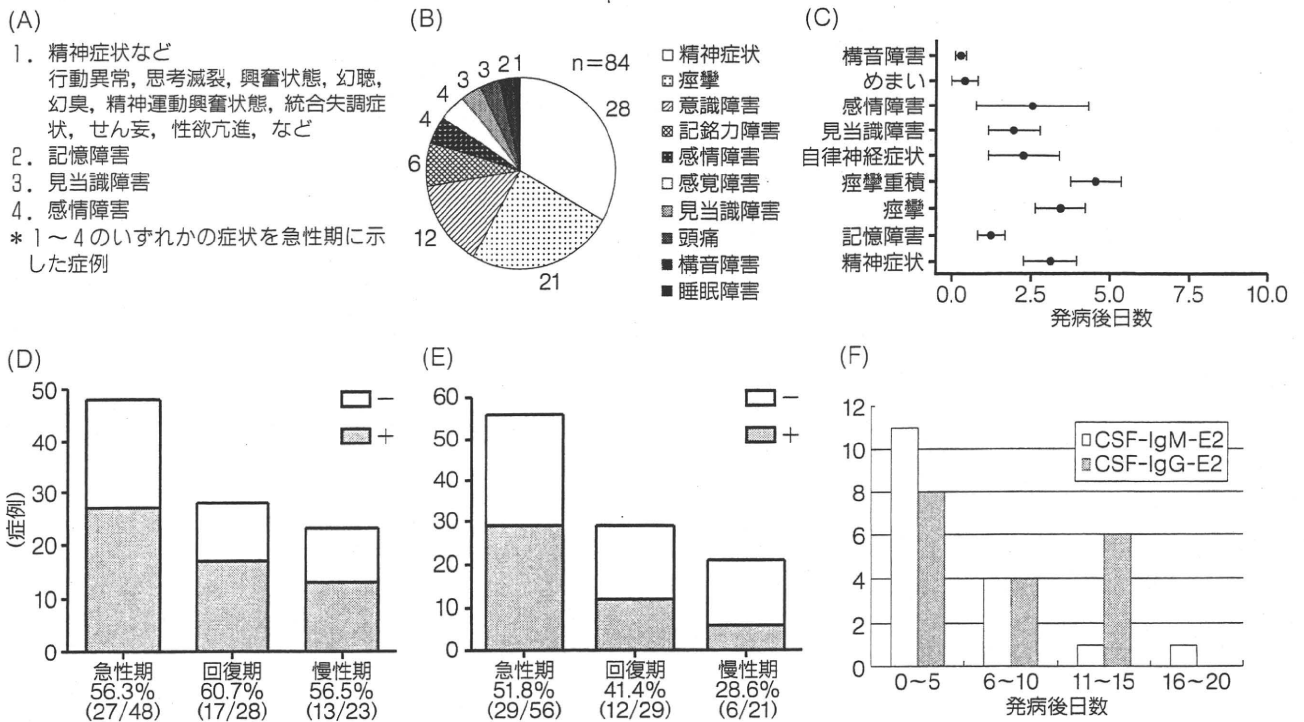 (A)
1. 精神症状など
行動異常，思考滅裂，興奮状態，幻聴，
幻臭，精神運動興奮状態，統合失調症
状，せん妄，性欲亢進，など
2. 記憶障害
3. 見当識障害
4. 感情障害
＊1～4のいずれかの症状を急性期に示
した症例
(B)
n=84
28
21
12
6
4
4
3
3
2
1
精神症状
痙攣
意識障害
記銘力障害
感情障害
感覚障害
見当識障害
頭痛
構音障害
睡眠障害
(C)
構音障害
めまい
感情障害
見当識障害
自律神経症状
痙攣重積
痙攣
記憶障害
精神症状
0.0 2.5 5.0 7.5 10.0
発病後日数
(D)
(症例)
50
40
30
20
10
0
−
+
急性期 回復期 慢性期
56.3% 60.7% 56.5%
(27/48) (17/28) (13/23)
(E)
60
50
40
30
20
10
0
−
+
急性期 回復期 慢性期
51.8% 41.4% 28.6%
(29/56) (12/29) (6/21)
(F)
12
10
8
6
4
2
0
CSF-IgM-E2
CSF-IgG-E2
0～5 6～10 11～15 16～20
発病後日数